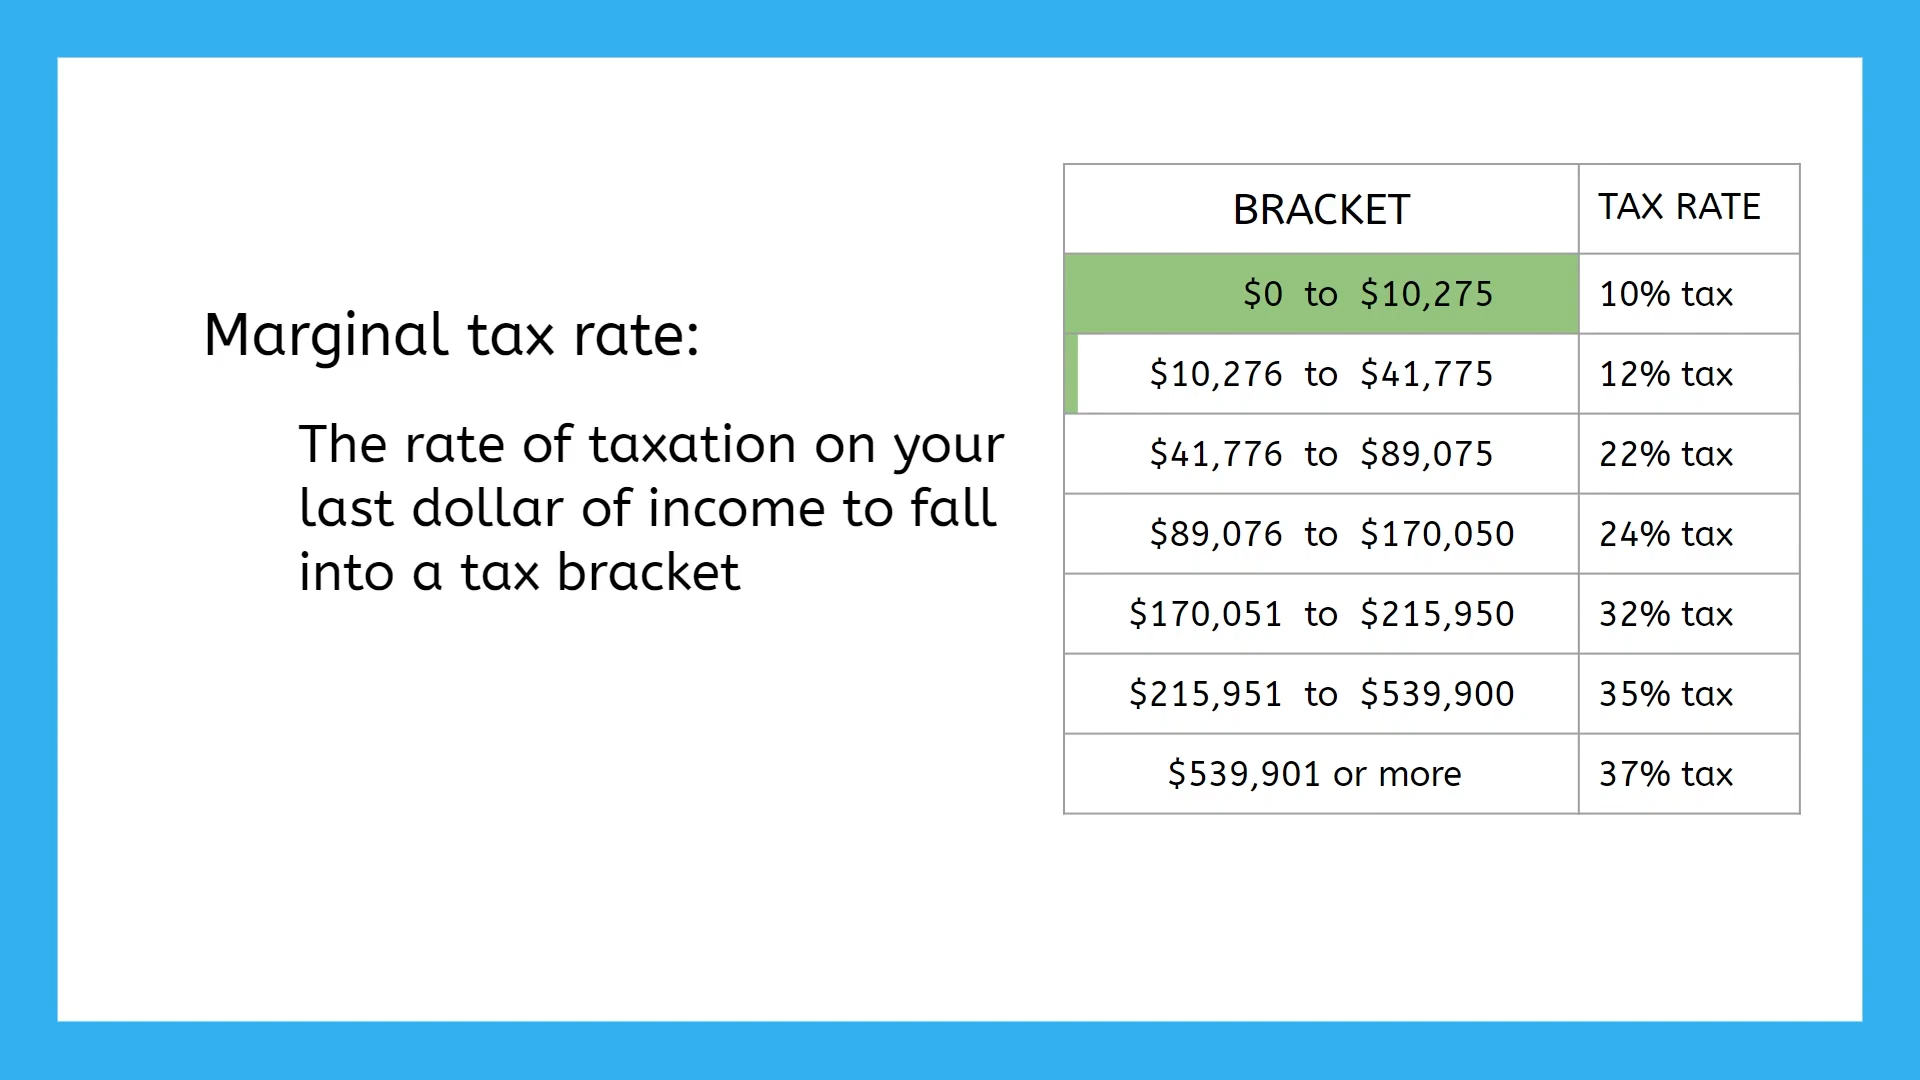 Marginal tax rate:
The rate of taxation on your
last dollar of income to fall
into a tax bracket
BRACKET TAX RATE
$0 to $10,275 10% tax
$10,276 to $41,775 12% tax
$41,776 to $89,075 22% tax
$89,076 to $170,050 24% tax
$170,051 to $215,950 32% tax
$215,951 to $539,900 35% tax
$539,901 or more 37% tax